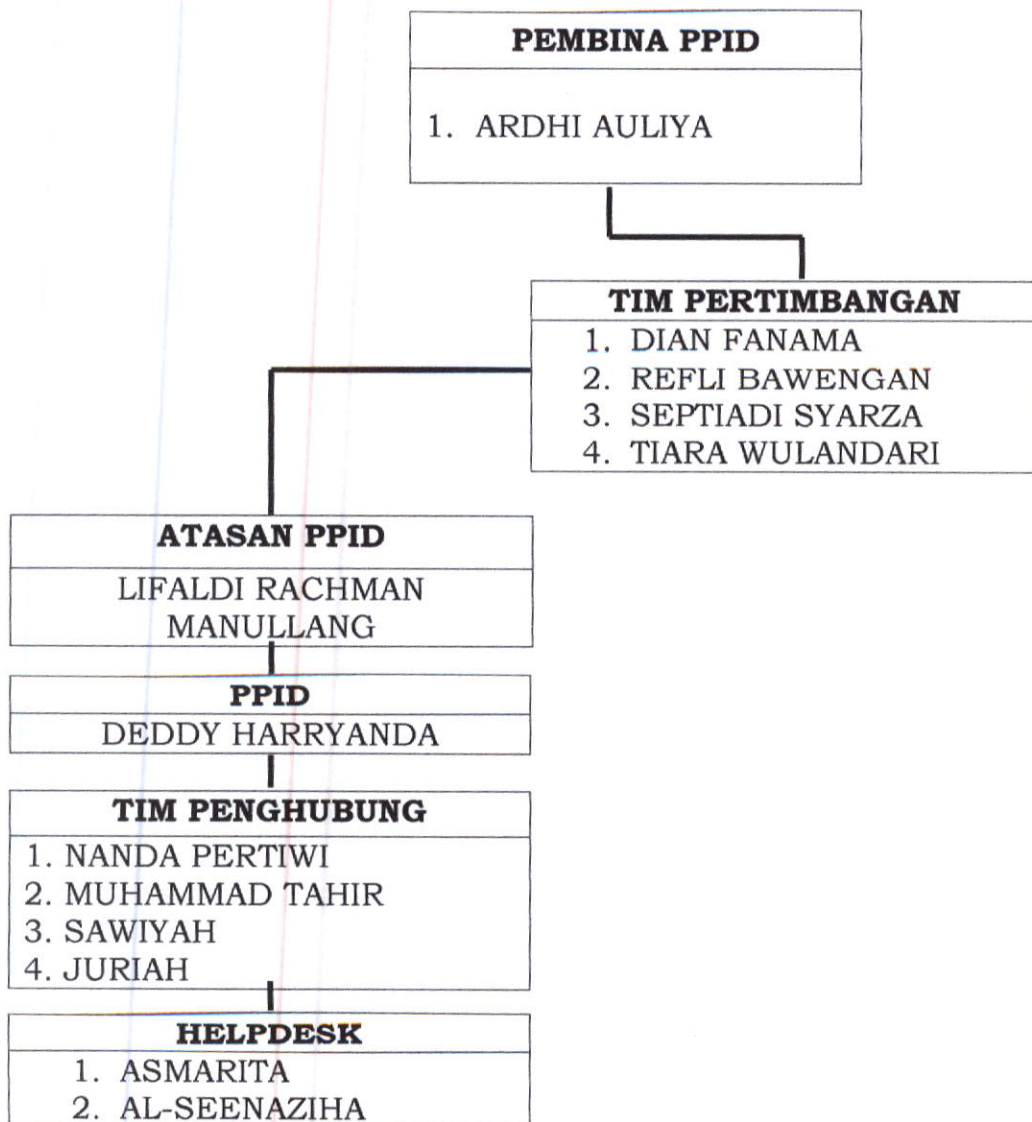 PEMBINA PPID
1. ARDHI AULIYA
TIM PERTIMBANGAN
1. DIAN FANAMA
2. REFLI BAWENGAN
3. SEPTIADI SYARZA
4. TIARA WULANDARI
ATASAN PPID
LIFALDI RACHMAN
MANULLANG
PPID
DEDDY HARRYANDA
TIM PENGHUBUNG
1. NANDA PERTIWI
2. MUHAMMAD TAHIR
3. SAWIYAH
4. JURIAH
HELPDESK
1. ASMARITA
2. AL-SEENAZIHA